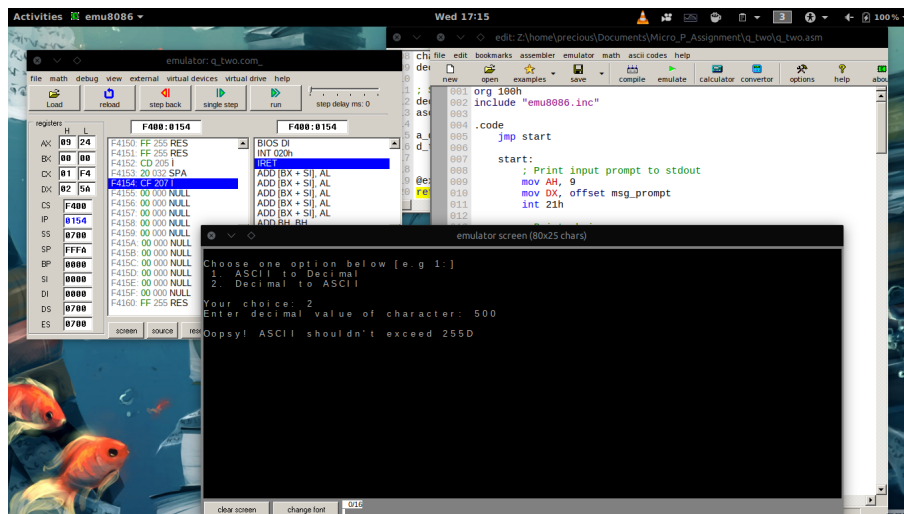 Activities emu8086 ▾
Wed 17:15
3
100%
edit: Z:\home\precious\Documents\Micro_P_Assignment\q_two\q_two.asm
emulator: q_two.com_
file math debug view external virtual devices virtual drive help
Load reload step back single step run step delay ms: 0
registers
H L
AX 09 24
BX 00 00
CX 01 F4
DX 02 5A
CS F400
IP 0154
SS 0700
SP FFFA
BP 0000
SI 0000
DI 0000
DS 0700
ES 0700
F400:0154
F4150: FF 255 RES
F4151: FF 255 RES
F4152: CD 205 I
F4153: 20 032 SPA
F4154: CF 207 I
F4155: 00 000 NULL
F4156: 00 000 NULL
F4157: 00 000 NULL
F4158: 00 000 NULL
F4159: 00 000 NULL
F415A: 00 000 NULL
F415B: 00 000 NULL
F415C: 00 000 NULL
F415D: 00 000 NULL
F415E: 00 000 NULL
F415F: 00 000 NULL
F4160: FF 255 RES
F400:0154
BIOS DI
INT 020h
IRET
ADD [BX + SI], AL
ADD [BX + SI], AL
ADD [BX + SI], AL
ADD [BX + SI], AL
ADD [BX + SI], AL
ADD BH, BH
screen source
file edit bookmarks assembler emulator math ascii codes help
new open examples save compile emulate calculator convertor options help
001 org 100h
002 include "emu8086.inc"
003
004 .code
005 jmp start
006
007 start:
008 ; Print input prompt to stdout
009 mov AH, 9
010 mov DX, offset msg_prompt
011 int 21h
012
emulator screen (80x25 chars)
Choose one option below [e.g 1:]
1. ASCII to Decimal
2. Decimal to ASCII
Your choice: 2
Enter decimal value of character: 500
Oopsy! ASCII shouldn't exceed 255D
clear screen change font 0/16